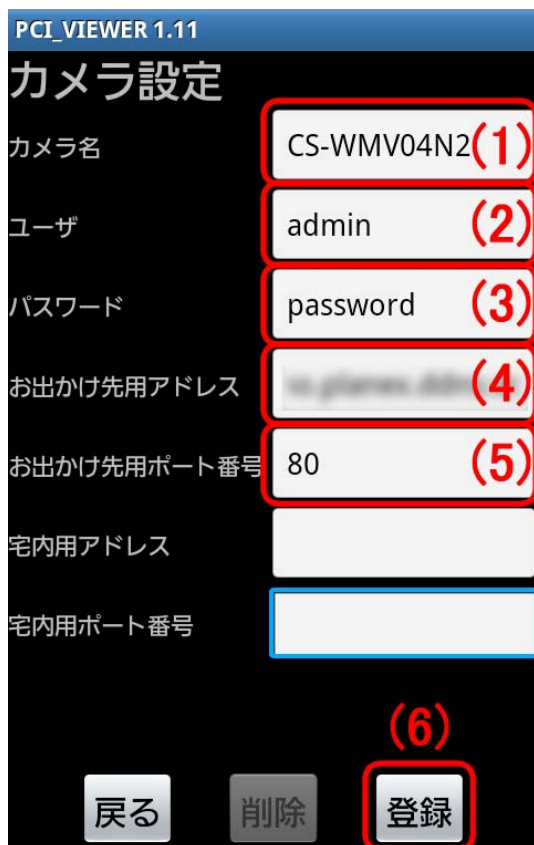 PCI_VIEWER 1.11
カメラ設定
カメラ名 CS-WMV04N2 (1)
ユーザ admin (2)
パスワード password (3)
お出かけ先用アドレス (4)
お出かけ先用ポート番号 80 (5)
宅内用アドレス
宅内用ポート番号
(6)
戻る 削除 登録